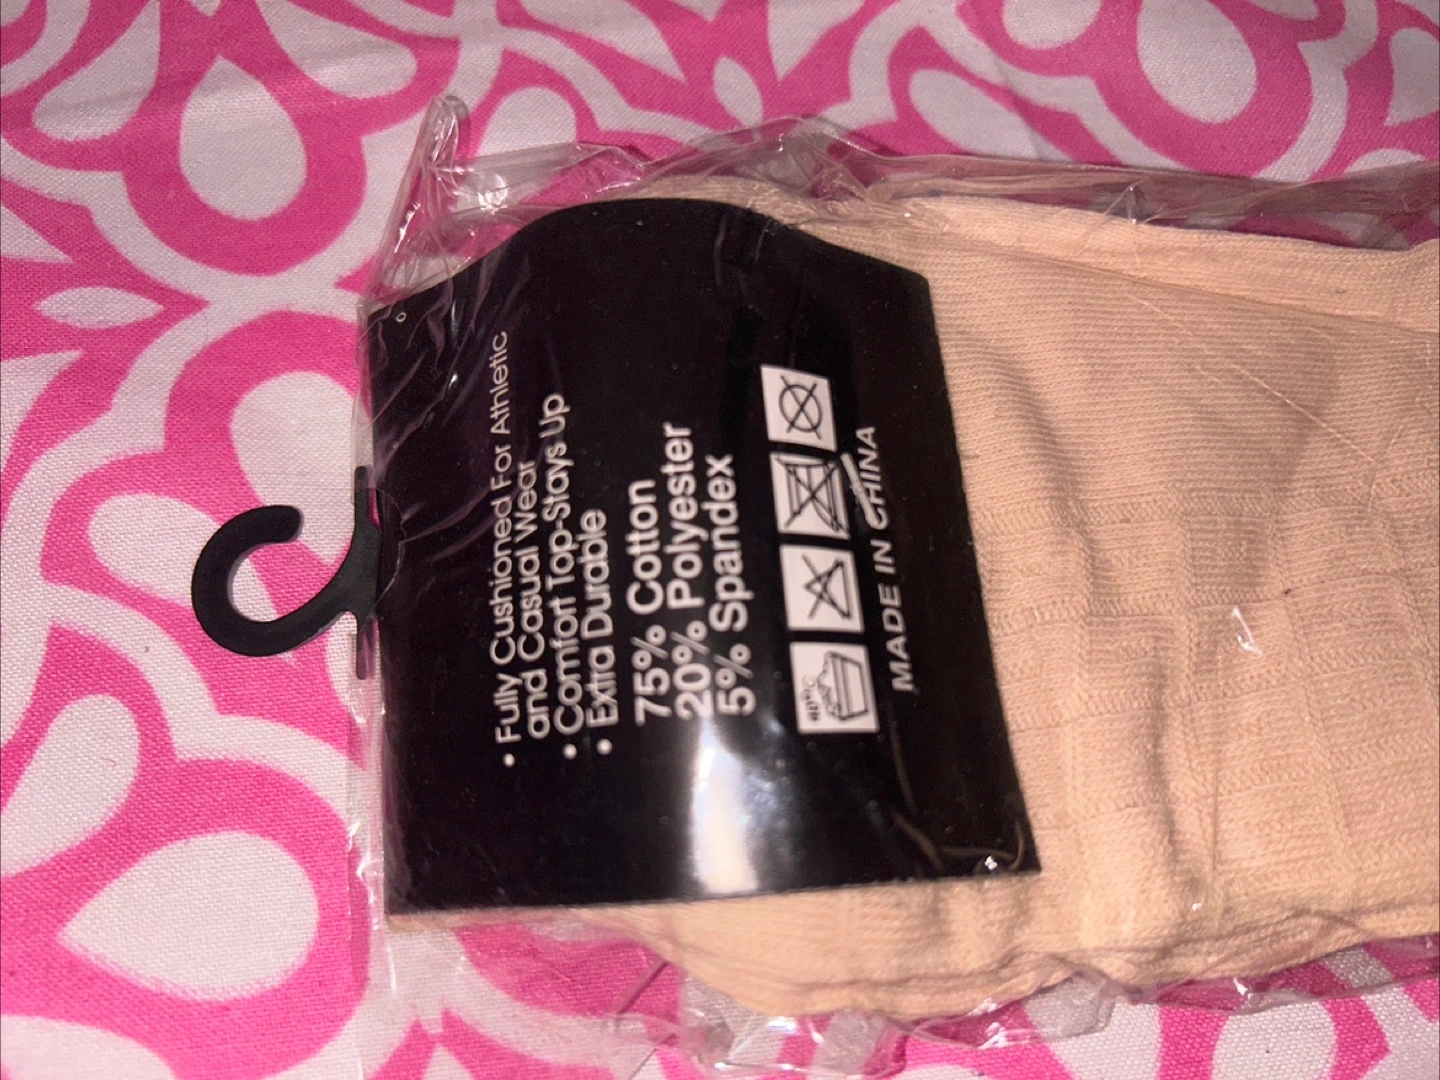 • Fully Cushioned For Athletic
and Casual Wear
• Comfort Top-Stays Up
• Extra Durable
75% Cotton
20% Polyester
5% Spandex
MADE IN CHINA